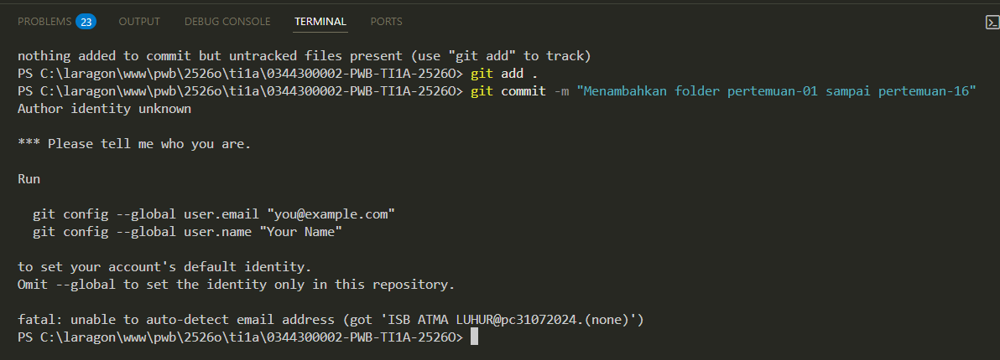 PROBLEMS 23 OUTPUT DEBUG CONSOLE TERMINAL PORTS
nothing added to commit but untracked files present (use "git add" to track)
PS C:\laragon\www\pwb\2526o\ti1a\0344300002-PWB-TI1A-2526O> git add .
PS C:\laragon\www\pwb\2526o\ti1a\0344300002-PWB-TI1A-2526O> git commit -m "Menambahkan folder pertemuan-01 sampai pertemuan-16"
Author identity unknown
*** Please tell me who you are.
Run
git config --global user.email "you@example.com"
git config --global user.name "Your Name"
to set your account's default identity.
Omit --global to set the identity only in this repository.
fatal: unable to auto-detect email address (got 'ISB ATMA LUHUR@pc31072024.(none)')
PS C:\laragon\www\pwb\2526o\ti1a\0344300002-PWB-TI1A-2526O>